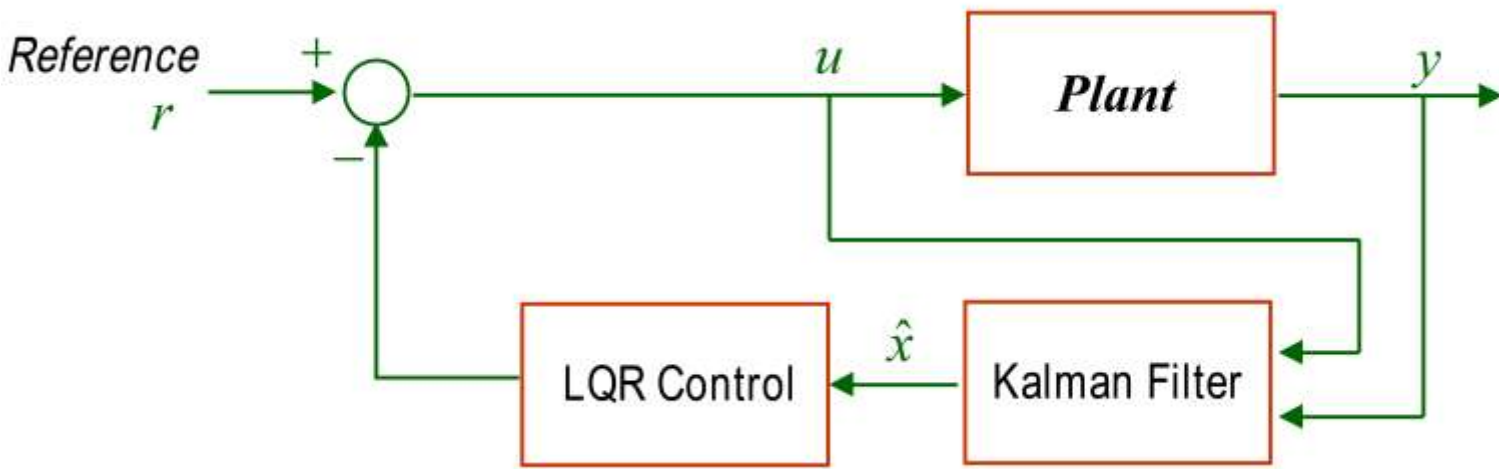 Reference
r
+
−
u
Plant
y
LQR Control
x̂
Kalman Filter